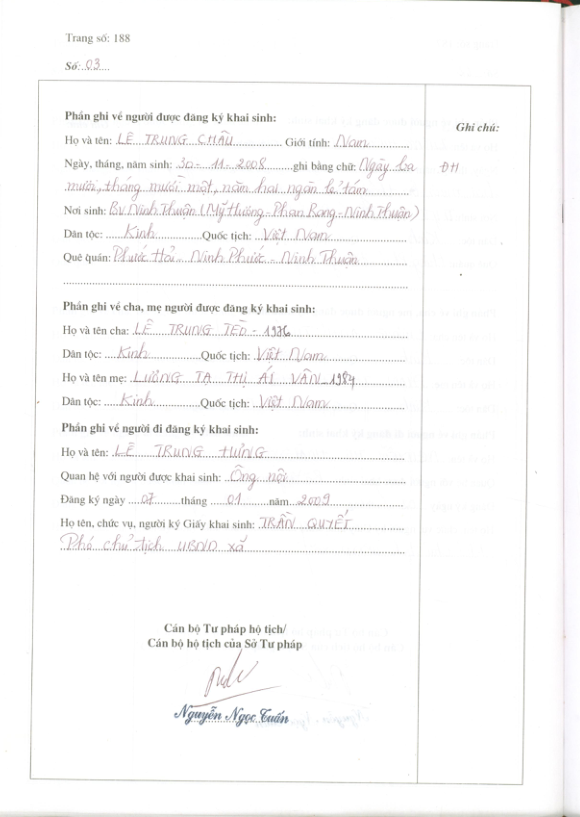 Trang số: 188
Số: 03
Phần ghi về người được đăng ký khai sinh:
Ghi chú:
Họ và tên: LÊ TRUNG CHÂU Giới tính: Nam
Ngày, tháng, năm sinh: 30 - 11 - 2008 ghi bằng chữ: Ngày ba
ĐH
mươi, tháng mười một, năm hai ngàn lẻ tám
Nơi sinh: BV Ninh Thuận (Mỹ Hương - Phan Rang - Ninh Thuận)
Dân tộc: Kinh Quốc tịch: Việt Nam
Quê quán: Phước Hải - Ninh Phước - Ninh Thuận
Phần ghi về cha, mẹ người được đăng ký khai sinh:
Họ và tên cha: LÊ TRUNG - 1976
Dân tộc: Kinh Quốc tịch: Việt Nam
Họ và tên mẹ: LƯƠNG TẠ THỊ ÁI VÂN - 1984
Dân tộc: Kinh Quốc tịch: Việt Nam
Phần ghi về người đi đăng ký khai sinh:
Họ và tên: LÊ TRUNG
Quan hệ với người được khai sinh: Ông nội
Đăng ký ngày 07 tháng 01 năm 2009
Họ tên, chức vụ, người ký Giấy khai sinh: TRẦN QUYẾT
Phó chủ tịch UBND xã
Cán bộ Tư pháp hộ tịch/
Cán bộ hộ tịch của Sở Tư pháp
Nguyễn Ngọc Tuấn